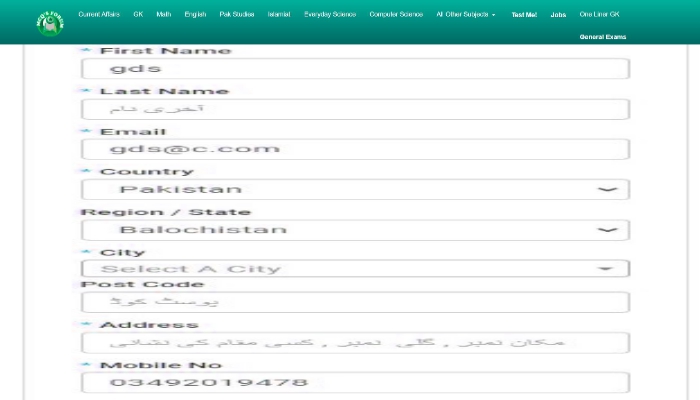 Current Affairs GK Math English Pak Studies Islamiat Everyday Science Computer Science All Other Subjects Test Me! Jobs One Liner GK
General Exams
* First Name
gds
* Last Name
آخری نام
* Email
gds@c.com
* Country
Pakistan
Region / State
Balochistan
* City
Select A City
Post Code
پوسٹ کوڈ
* Address
مکان نمبر , گلی نمبر , کسی مقام کی نشانی
* Mobile No
03492019478